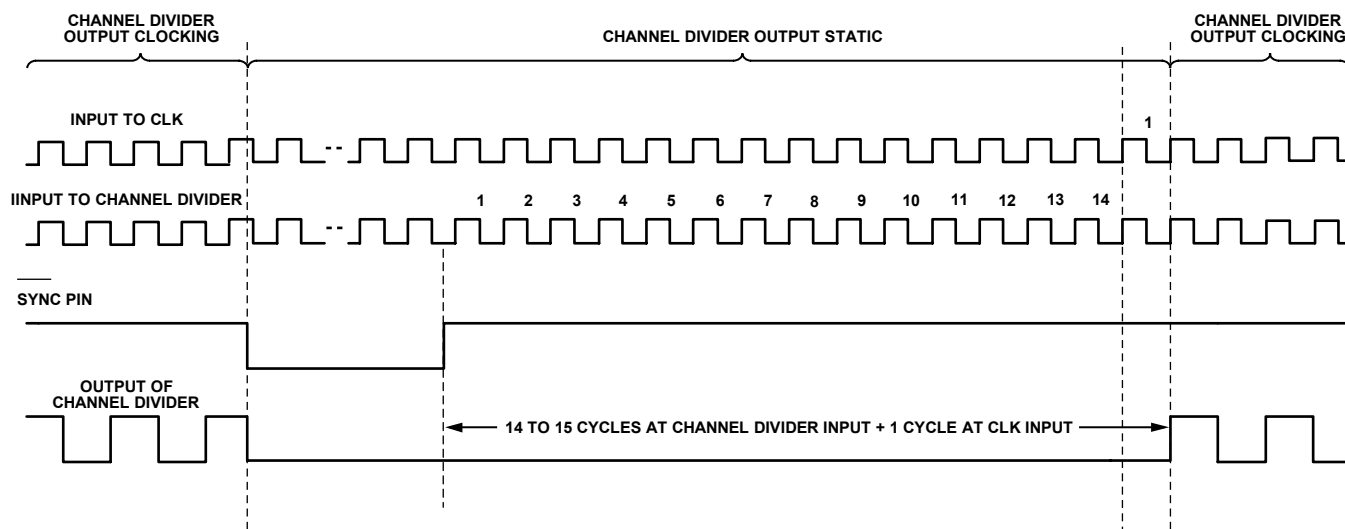 CHANNEL DIVIDER
OUTPUT CLOCKING
CHANNEL DIVIDER OUTPUT STATIC
CHANNEL DIVIDER
OUTPUT CLOCKING
INPUT TO CLK
1
IINPUT TO CHANNEL DIVIDER
1 2 3 4 5 6 7 8 9 10 11 12 13 14
SYNC PIN
OUTPUT OF
CHANNEL DIVIDER
14 TO 15 CYCLES AT CHANNEL DIVIDER INPUT + 1 CYCLE AT CLK INPUT